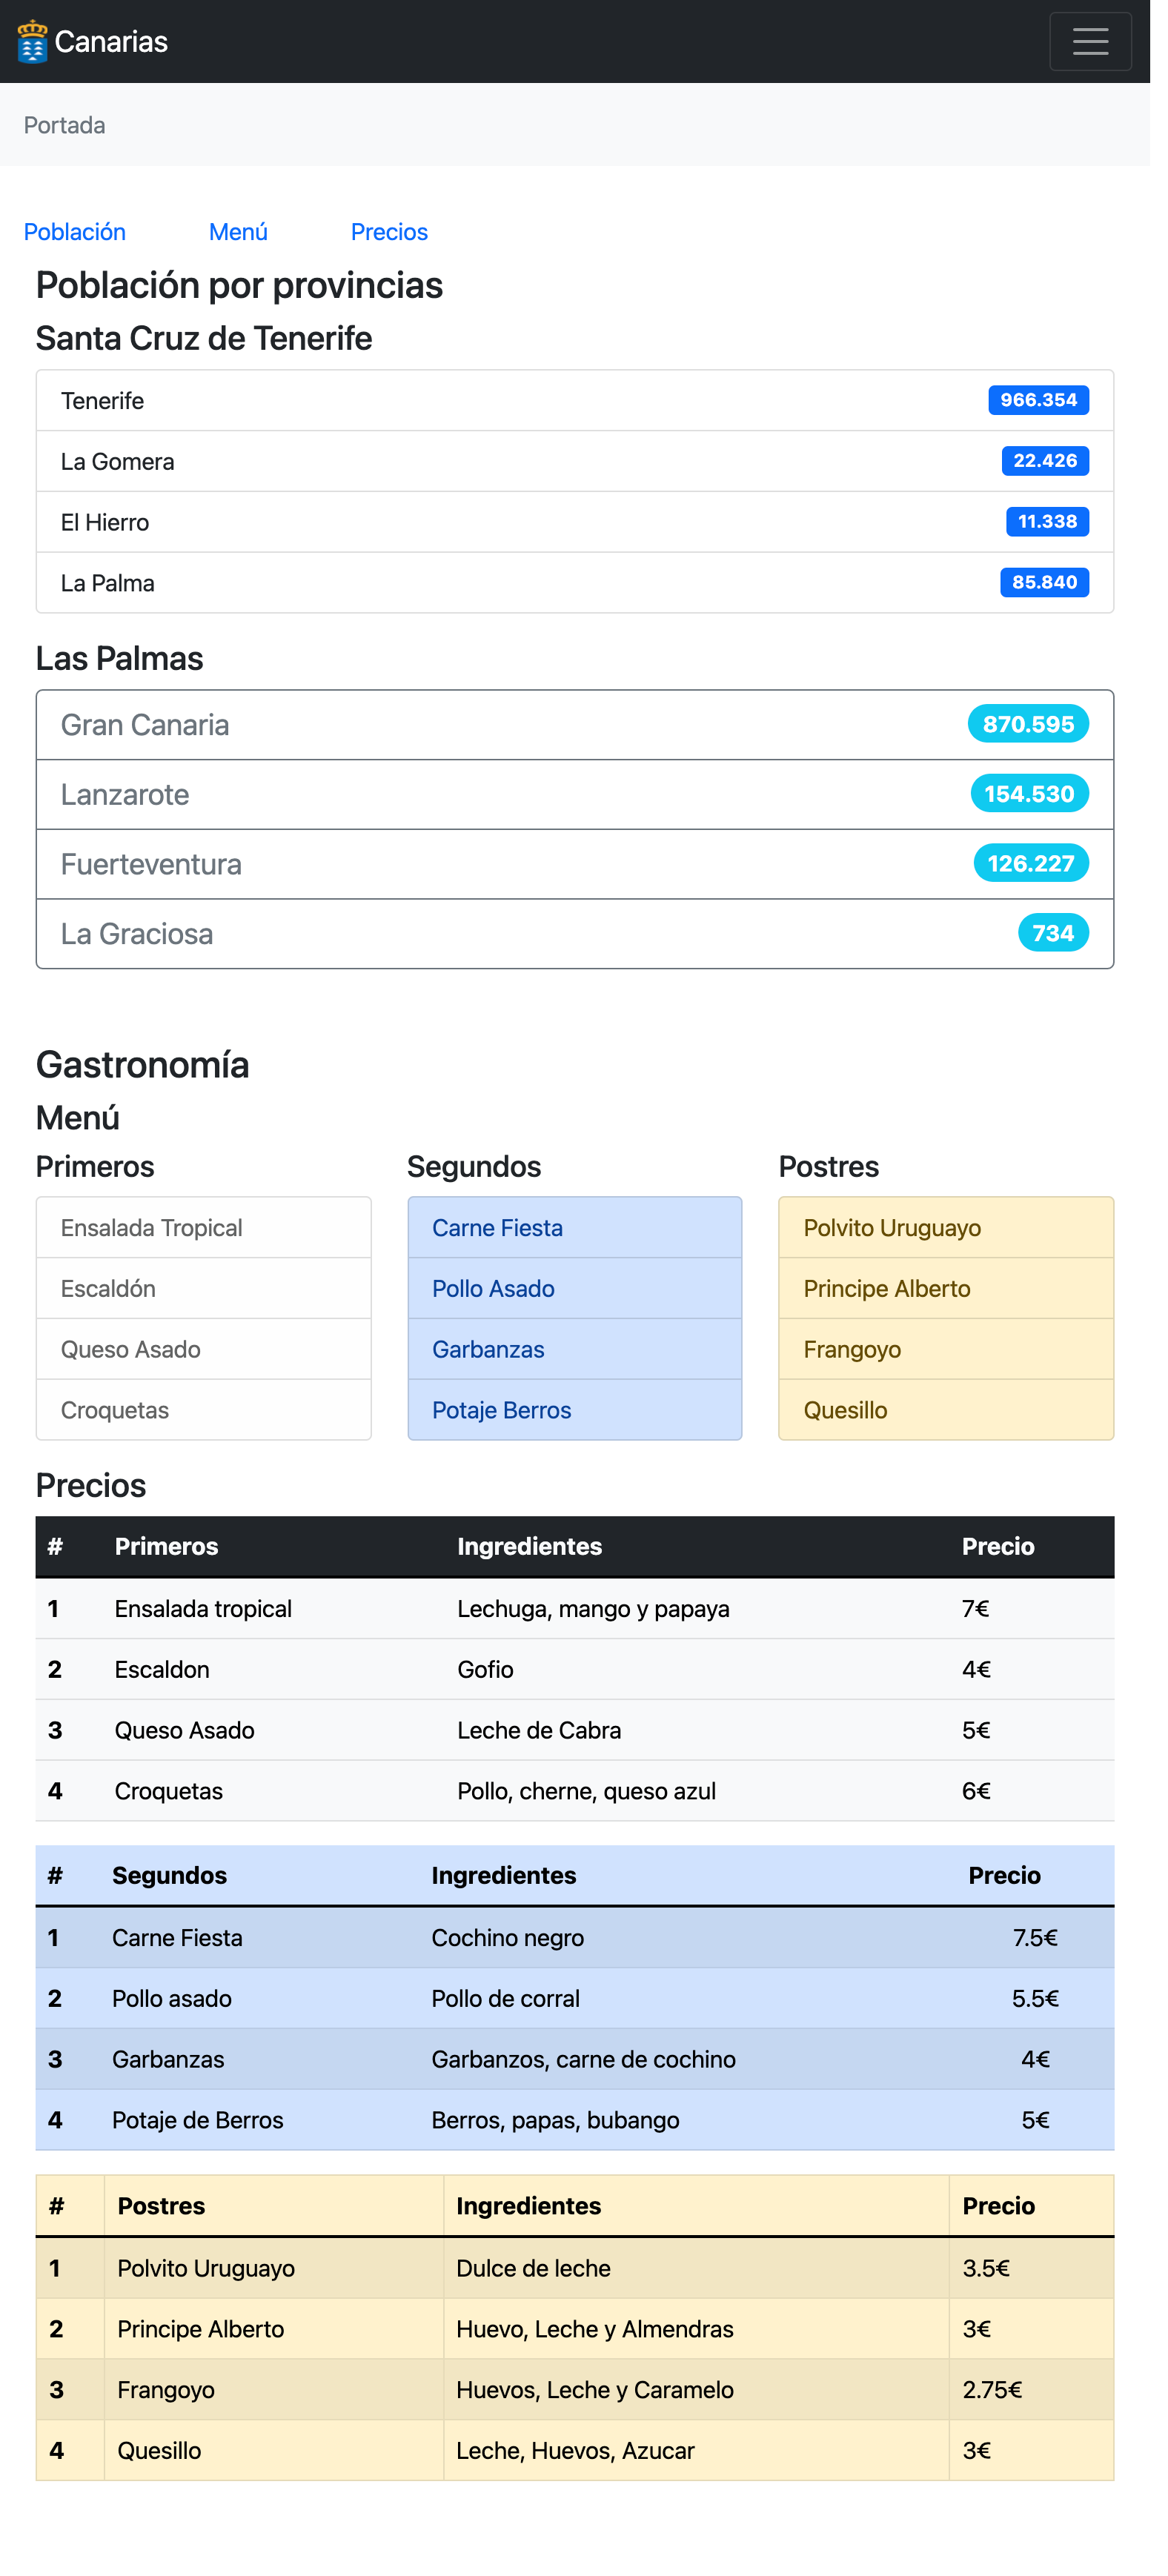 Canarias
Portada
Población Menú Precios
Población por provincias
Santa Cruz de Tenerife
Tenerife 966.354
La Gomera 22.426
El Hierro 11.338
La Palma 85.840
Las Palmas
Gran Canaria 870.595
Lanzarote 154.530
Fuerteventura 126.227
La Graciosa 734
Gastronomía
Menú
Primeros
Ensalada Tropical
Escaldón
Queso Asado
Croquetas
Segundos
Carne Fiesta
Pollo Asado
Garbanzas
Potaje Berros
Postres
Polvito Uruguayo
Principe Alberto
Frangoyo
Quesillo
Precios
# Primeros Ingredientes Precio
1 Ensalada tropical Lechuga, mango y papaya 7€
2 Escaldon Gofio 4€
3 Queso Asado Leche de Cabra 5€
4 Croquetas Pollo, cherne, queso azul 6€
# Segundos Ingredientes Precio
1 Carne Fiesta Cochino negro 7.5€
2 Pollo asado Pollo de corral 5.5€
3 Garbanzas Garbanzos, carne de cochino 4€
4 Potaje de Berros Berros, papas, bubango 5€
# Postres Ingredientes Precio
1 Polvito Uruguayo Dulce de leche 3.5€
2 Principe Alberto Huevo, Leche y Almendras 3€
3 Frangoyo Huevos, Leche y Caramelo 2.75€
4 Quesillo Leche, Huevos, Azucar 3€